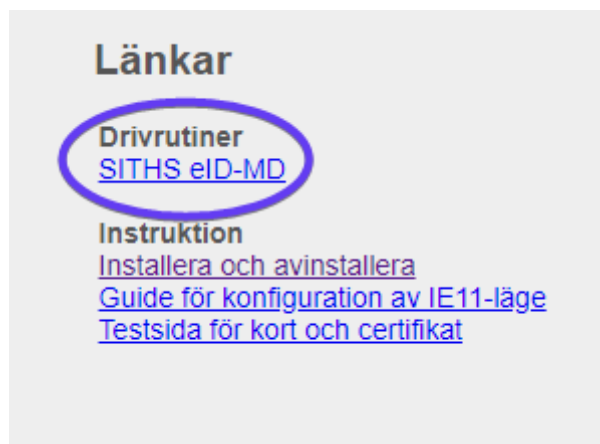 Länkar
Drivrutiner
SITHS eID-MD
Instruktion
Installera och avinstallera
Guide för konfiguration av IE11-läge
Testsida för kort och certifikat